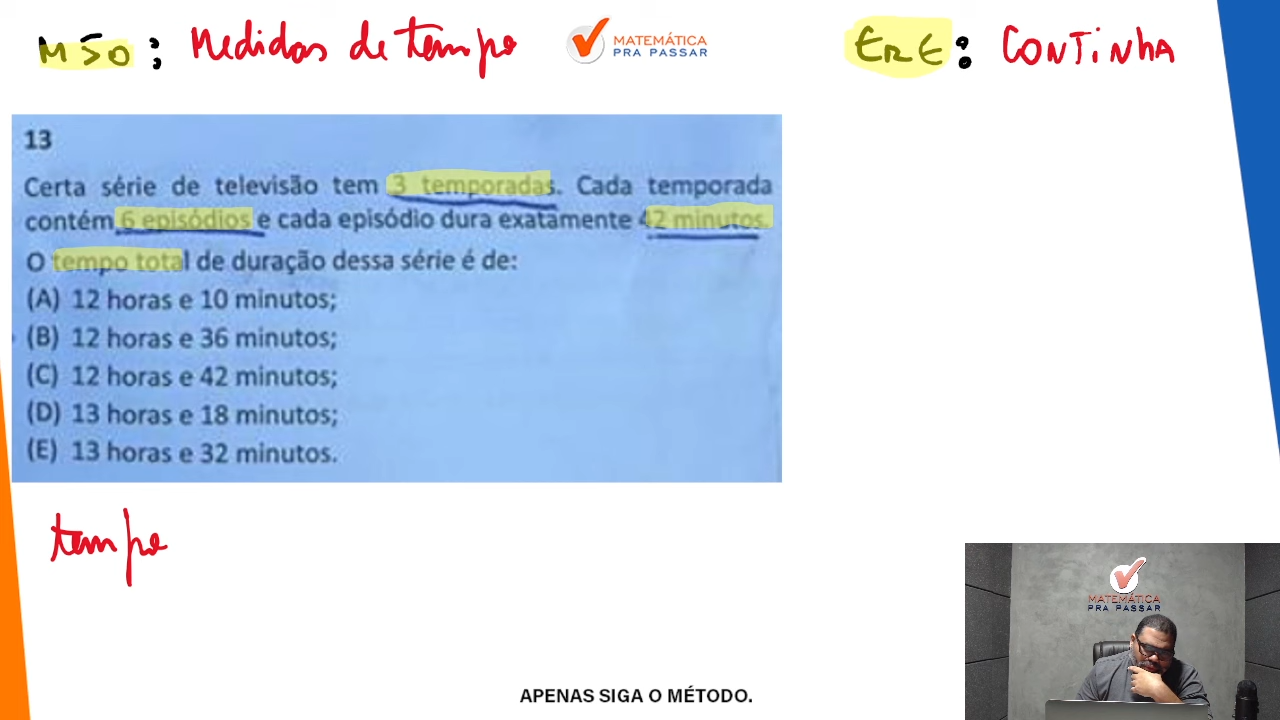 MSO: Medidas de tempo
MATEMÁTICA
PRA PASSAR
ERE: CONTINHA
13
Certa série de televisão tem 3 temporadas. Cada temporada
contém 6 episódios e cada episódio dura exatamente 42 minutos.
O tempo total de duração dessa série é de:
(A) 12 horas e 10 minutos;
(B) 12 horas e 36 minutos;
(C) 12 horas e 42 minutos;
(D) 13 horas e 18 minutos;
(E) 13 horas e 32 minutos.
tempo
MATEMÁTICA
PRA PASSAR
APENAS SIGA O MÉTODO.